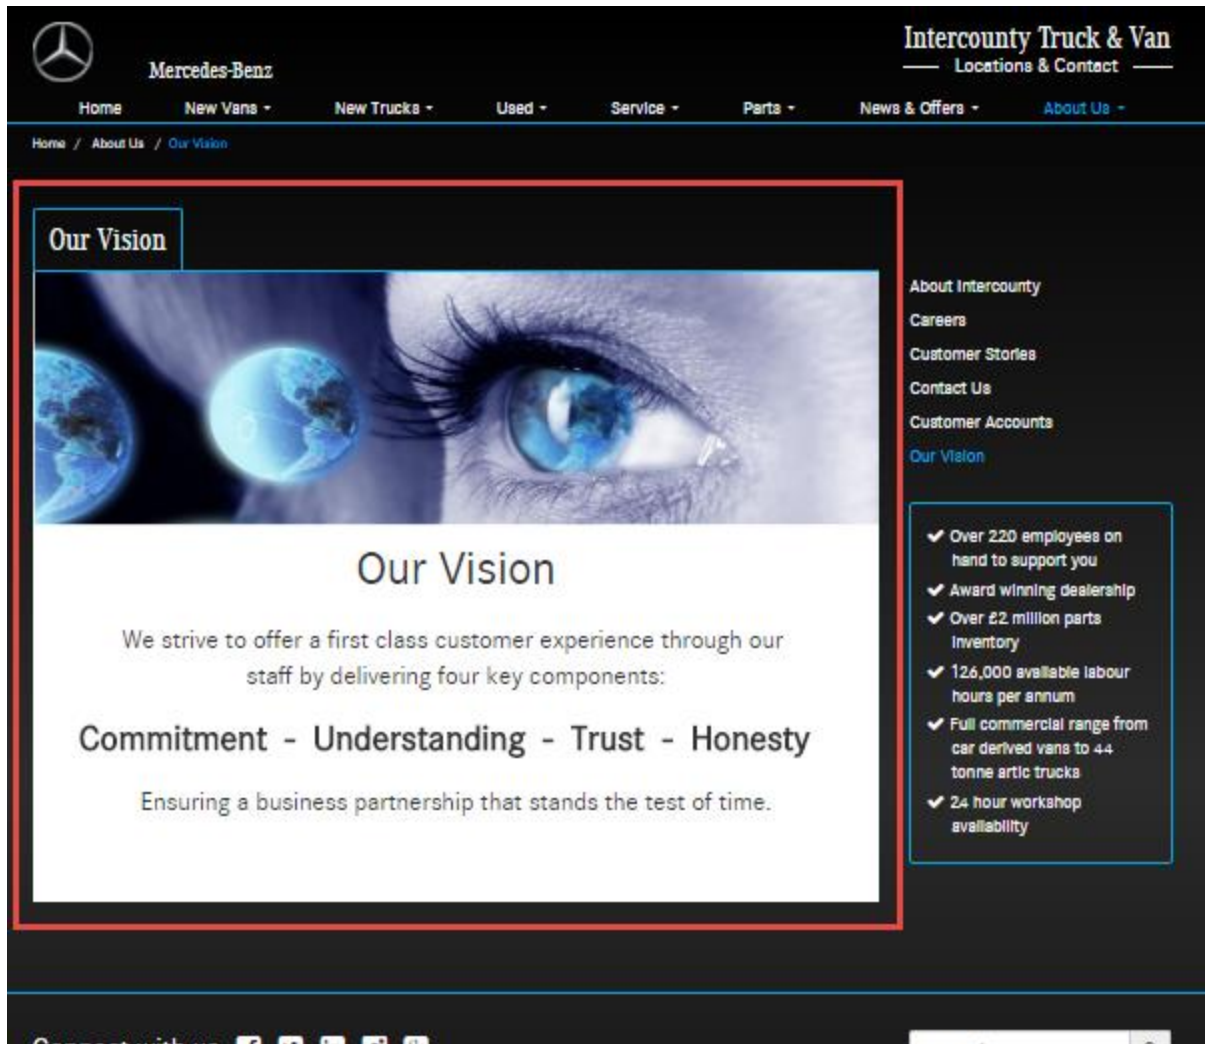 Mercedes-Benz
Intercounty Truck & Van
Locations & Contact
Home New Vans New Trucks Used Service Parts News & Offers About Us
Home / About Us / Our Vision
Our Vision
About Intercounty
Careers
Customer Stories
Contact Us
Customer Accounts
Our Vision
Our Vision
We strive to offer a first class customer experience through our
staff by delivering four key components:
Commitment - Understanding - Trust - Honesty
Ensuring a business partnership that stands the test of time.
Over 220 employees on
hand to support you
Award winning dealership
Over £2 million parts
inventory
126,000 available labour
hours per annum
Full commercial range from
car derived vans to 44
tonne artic trucks
24 hour workshop
availability